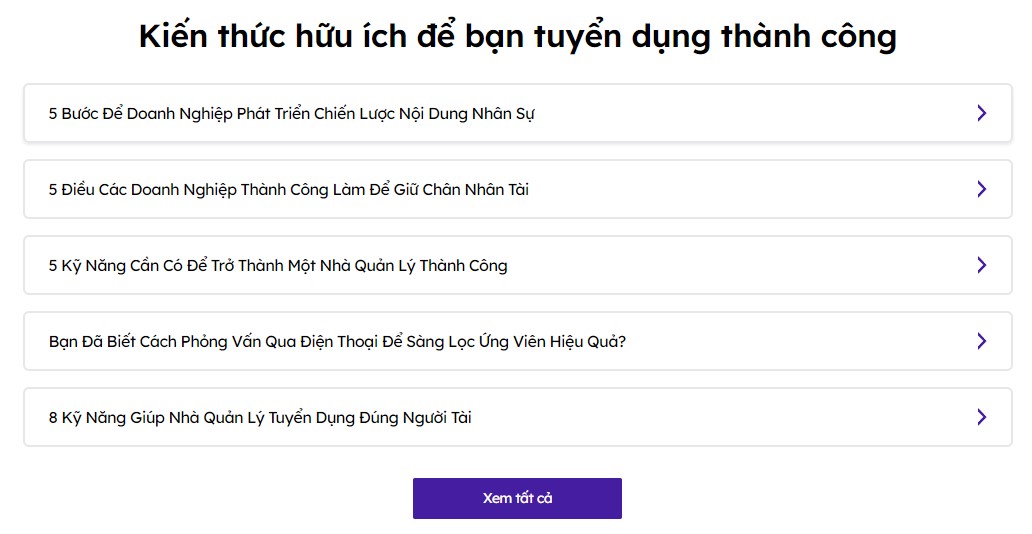 Kiến thức hữu ích để bạn tuyển dụng thành công
5 Bước Để Doanh Nghiệp Phát Triển Chiến Lược Nội Dung Nhân Sự
5 Điều Các Doanh Nghiệp Thành Công Làm Để Giữ Chân Nhân Tài
5 Kỹ Năng Cần Có Để Trở Thành Một Nhà Quản Lý Thành Công
Bạn Đã Biết Cách Phỏng Vấn Qua Điện Thoại Để Sàng Lọc Ứng Viên Hiệu Quả?
8 Kỹ Năng Giúp Nhà Quản Lý Tuyển Dụng Đúng Người Tài
Xem tất cả